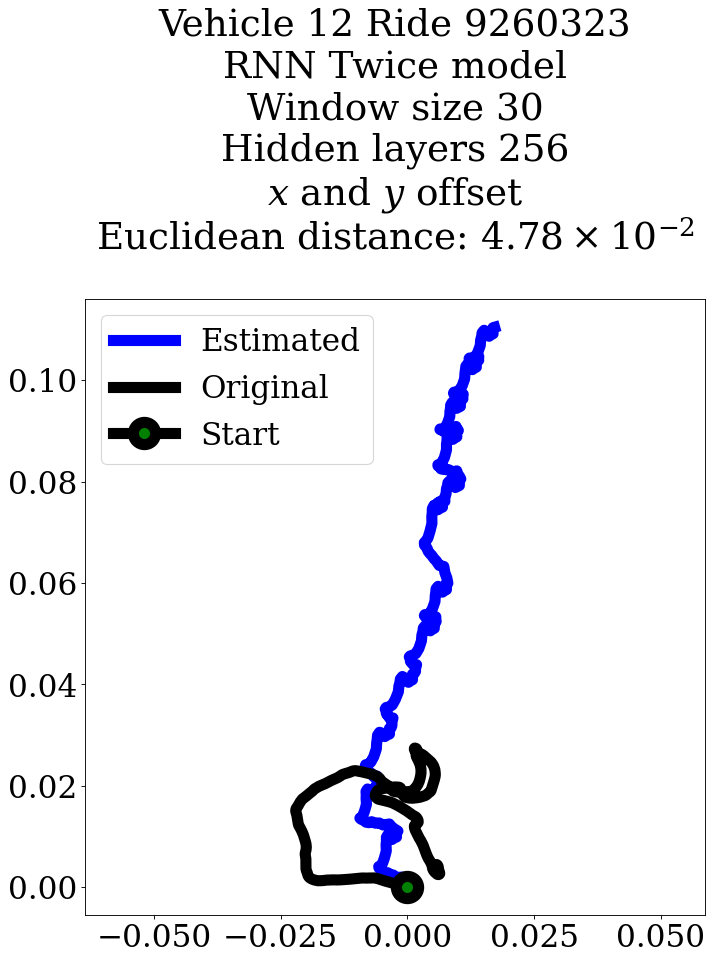 Vehicle 12 Ride 9260323
RNN Twice model
Window size 30
Hidden layers 256
x and y offset
Euclidean distance: 4.78 × 10⁻²
Estimated
Original
Start
0.10
0.08
0.06
0.04
0.02
0.00
−0.050 −0.025 0.000 0.025 0.050